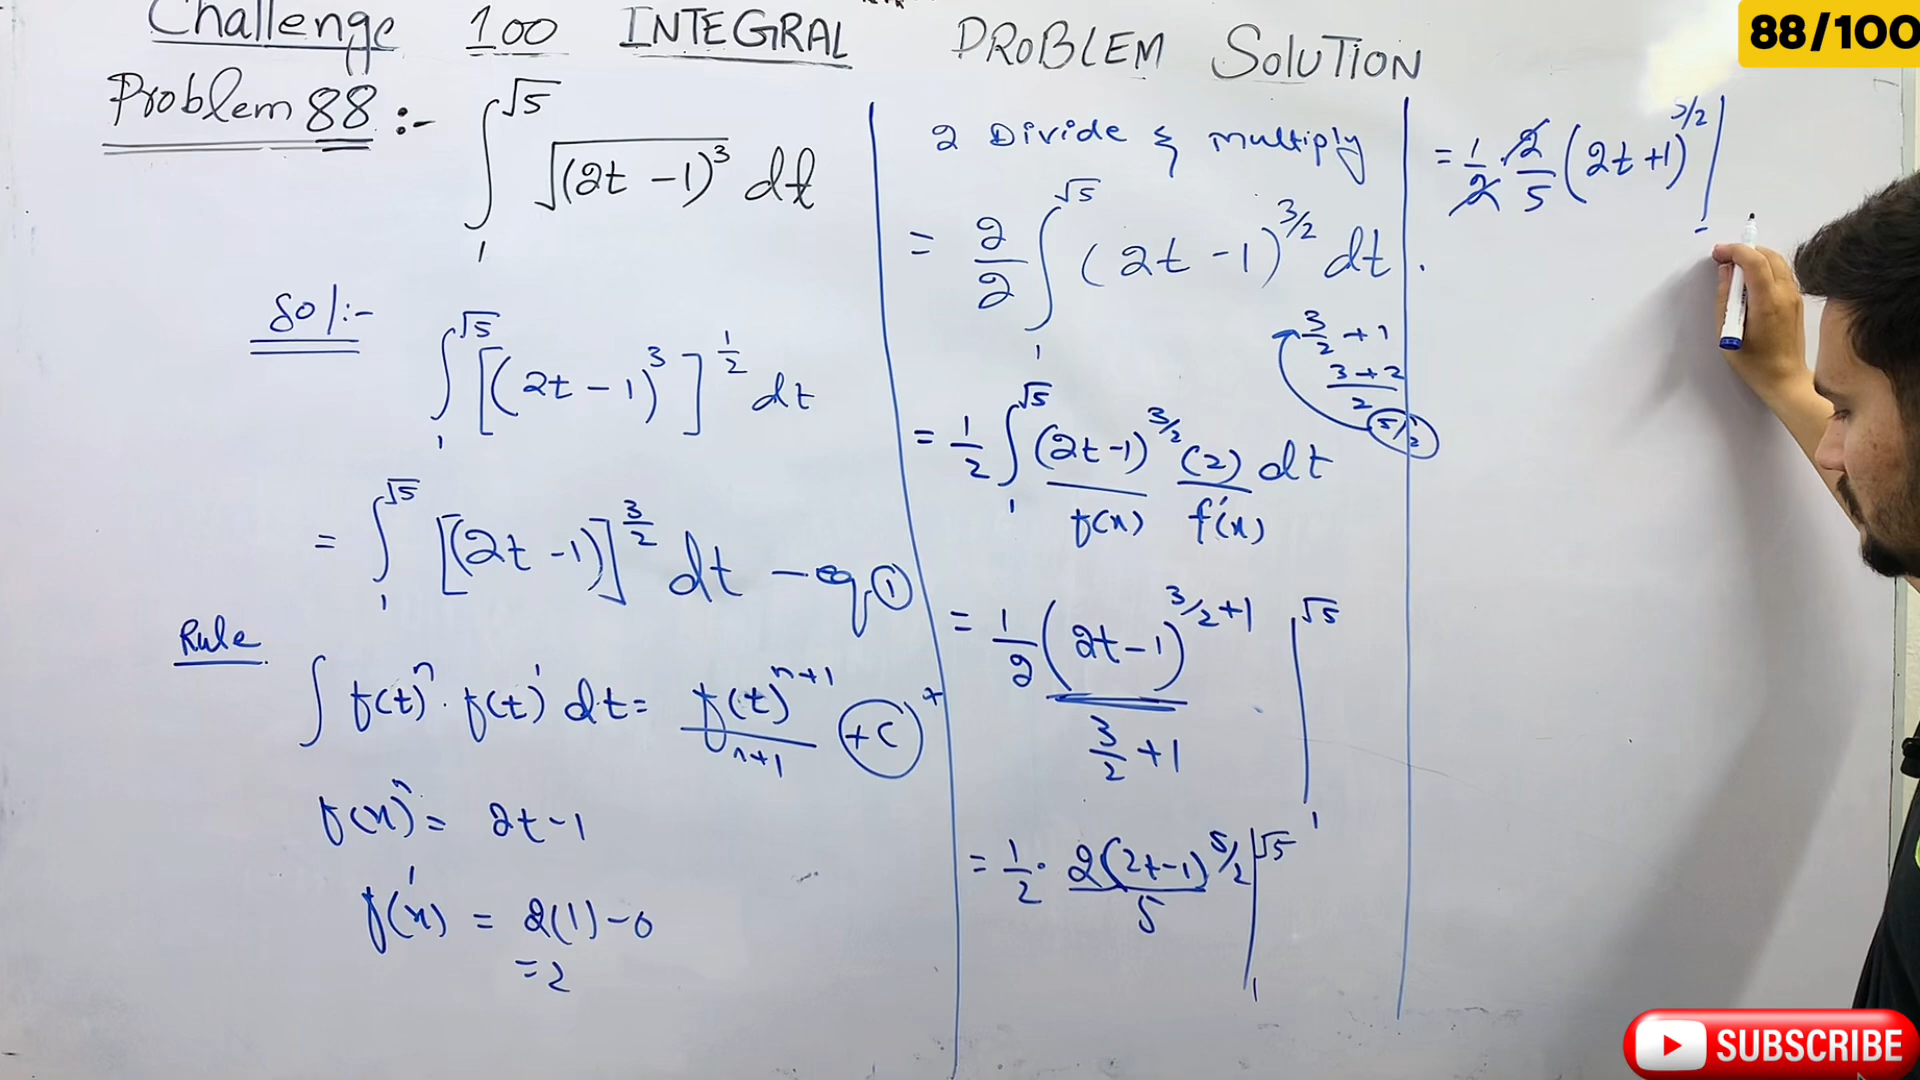 Challenge 100 INTEGRAL PROBLEM SOLUTION
88/100
Problem 88 :- ∫₁^√5 √(2t − 1)³ dt
Sol:-
∫₁^√5 [(2t − 1)³]^1/2 dt
= ∫₁^√5 [(2t − 1)]^3/2 dt — eq ①
Rule
∫ f(t)ⁿ · f(t)' dt = f(t)ⁿ⁺¹ / n+1 +C
f(x)ⁿ = 2t − 1
f'(x) = 2(1) − 0
= 2
2 Divide & multiply
= 2/2 ∫₁^√5 (2t − 1)^3/2 dt .
3/2 + 1
3+2 / 2
5/2
= 1/2 ∫₁^√5 (2t − 1)^3/2 (2) dt
f(x) f'(x)
= 1/2 (2t − 1)^3/2+1 / 3/2 + 1 |₁^√5
= 1/2 · 2(2t − 1)^5/2 / 5 |₁^√5
= 1/2 · 2/5 (2t + 1)^5/2 |
SUBSCRIBE